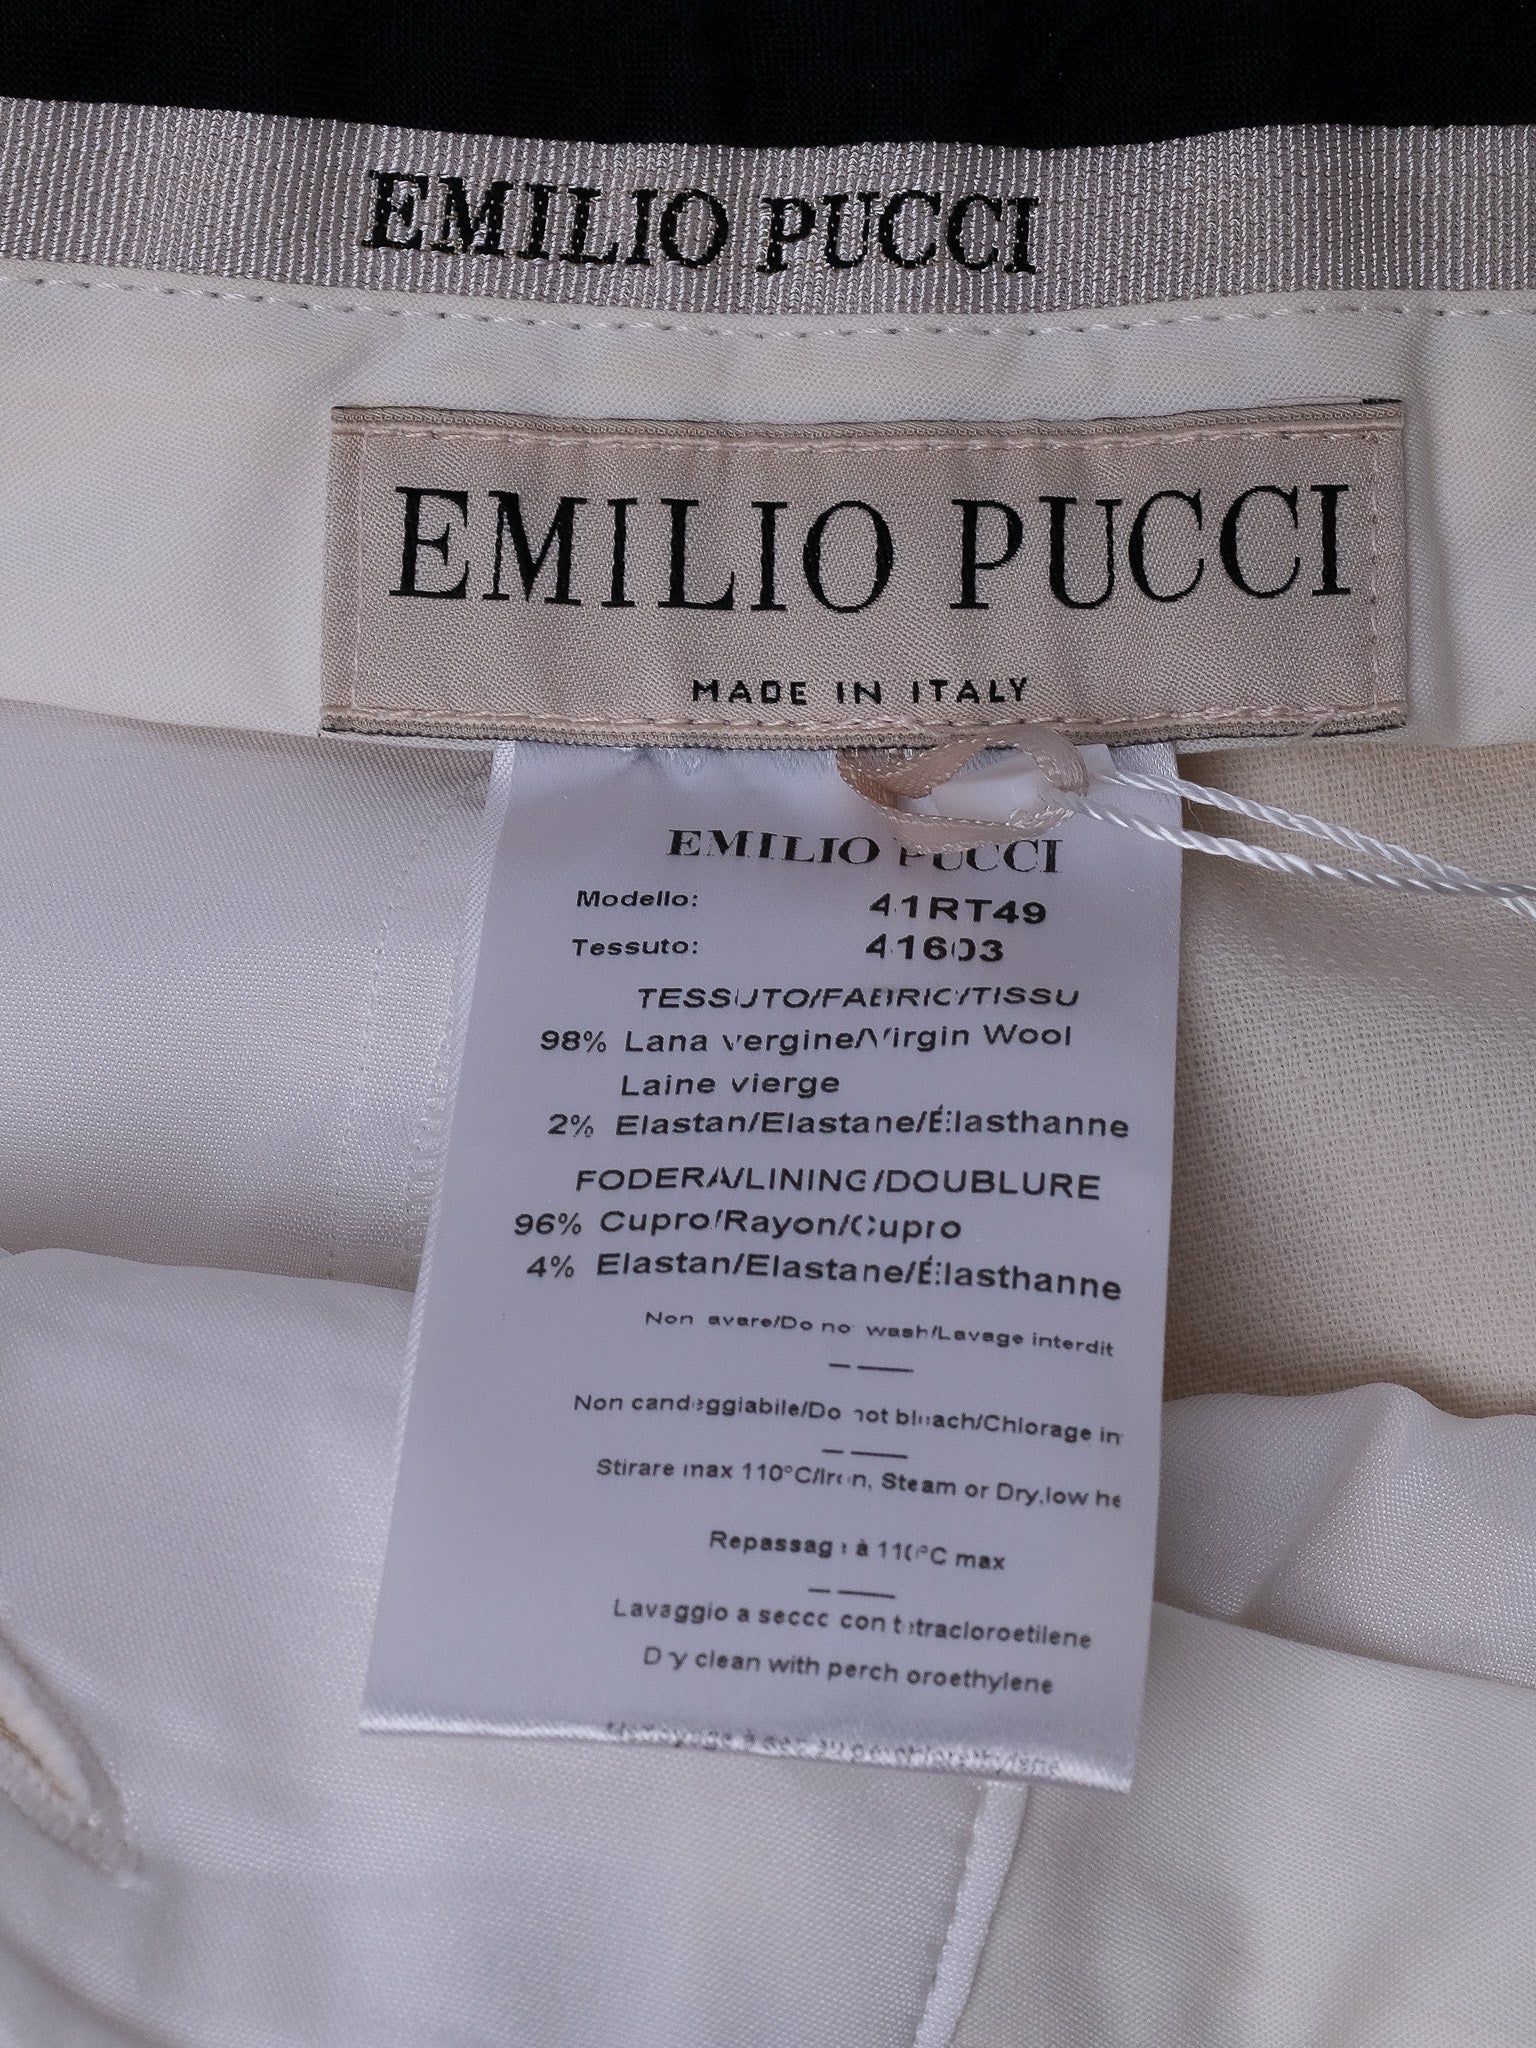 EMILIO PUCCI
EMILIO PUCCI
MADE IN ITALY
EMILIO PUCCI
Modello: 41RT49
Tessuto: 41603
TESSUTO/FABRIC/TISSU
98% Lana vergine/Virgin Wool
Laine vierge
2% Elastan/Elastane/Élasthanne
FODERA/LINING/DOUBLURE
96% Cupro/Rayon/Cupro
4% Elastan/Elastane/Élasthanne
Non avare/Do not wash/Lavage interdit
Non candeggiabile/Do not bleach/Chlorage in
Stirare max 110°C/Iron, Steam or Dry,low he
Repassage à 110°C max
Lavaggio a secco con tetracloroetilene
Dry clean with perchloroethylene